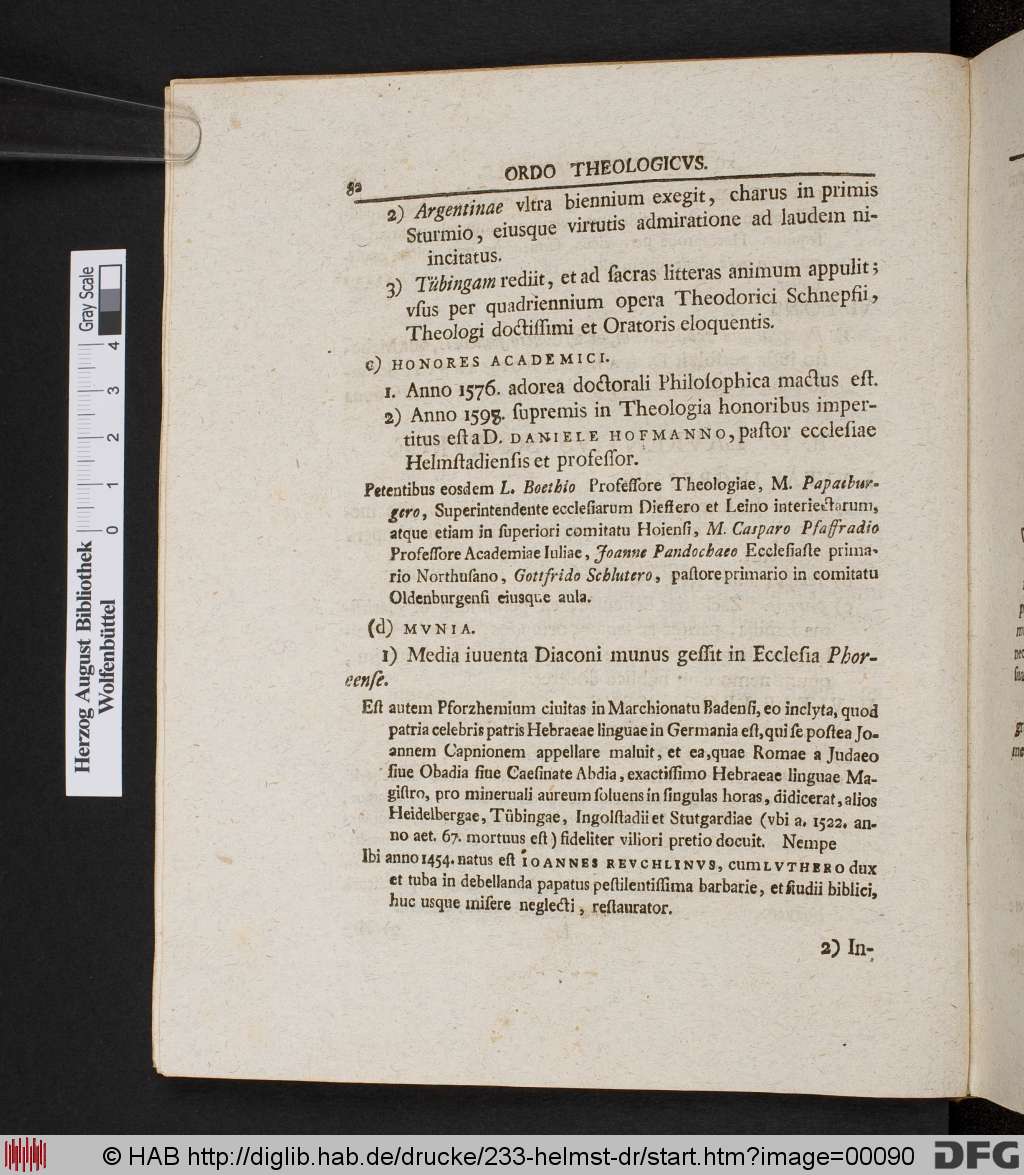 82 ORDO THEOLOGICVS.
2) Argentinae vltra biennium exegit, charus in primis
Sturmio, eiusque virtutis admiratione ad laudem ni-
incitatus.
3) Tübingam rediit, et ad ſacras litteras animum appulit;
vſus per quadriennium opera Theodorici Schnepfii,
Theologi doctiſſimi et Oratoris eloquentis.
c) HONORES ACADEMICI.
1. Anno 1576. adorea doctorali Philoſophica mactus eſt.
2) Anno 1598. ſupremis in Theologia honoribus imper-
titus eſt a D. DANIELE HOFMANNO, paſtor eccleſiae
Helmſtadienſis et profeſſor.
Petentibus eosdem L. Boethio Profeſſore Theologiae, M. Papaebur-
gero, Superintendente eccleſiarum Dieſtero et Leino interiectarum,
atque etiam in ſuperiori comitatu Hoienſi, M. Caſparo Pfaffradio
Profeſſore Academiae Iuliae, Joanne Pandochaeo Eccleſiaſte prima-
rio Northuſano, Gottfrido Schlutero, paſtore primario in comitatu
Oldenburgenſi eiusque aula.
(d) MVNIA.
1) Media iuuenta Diaconi munus geſſit in Eccleſia Phor-
cenſe.
Eſt autem Pforzhemium ciuitas in Marchionatu Badenſi, eo inclyta, quod
patria celebris patris Hebraeae linguae in Germania eſt, qui ſe poſtea Jo-
annem Capnionem appellare maluit, et ea, quae Romae a Judaeo
ſiue Obadia ſiue Caeſinate Abdia, exactiſſimo Hebraeae linguae Ma-
giſtro, pro mineruali aureum ſoluens in ſingulas horas, didicerat, alios
Heidelbergae, Tübingae, Ingolſtadii et Stutgardiae (vbi a. 1522. an-
no aet. 67. mortuus eſt) fideliter viliori pretio docuit. Nempe
Ibi anno 1454. natus eſt IOANNES REVCHLINVS, cum LVTHERO dux
et tuba in debellanda papatus peſtilentiſſima barbarie, et ſtudii biblici,
huc usque miſere neglecti, reſtaurator.
2) In-
Herzog August Bibliothek
Wolfenbüttel
0 1 2 3 4
Gray Scale
© HAB http://diglib.hab.de/drucke/233-helmst-dr/start.htm?image=00090
DFG